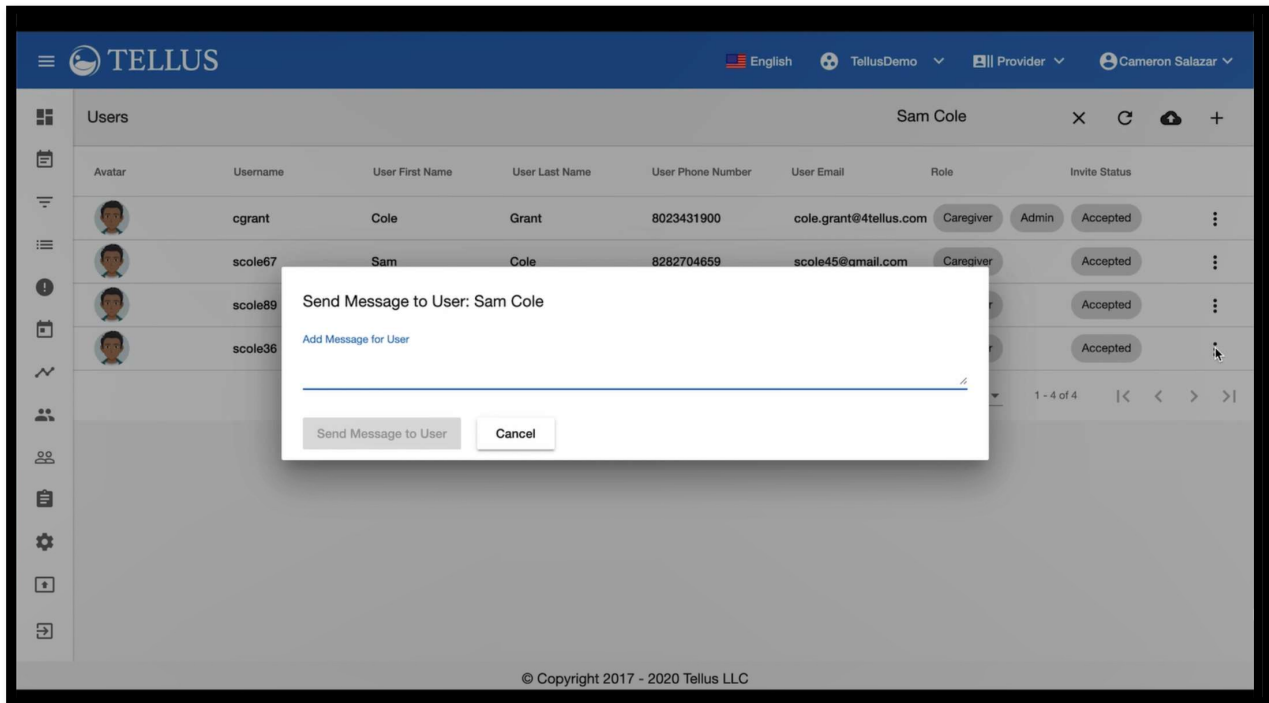 TELLUS English TellusDemo Provider Cameron Salazar
Users Sam Cole
Avatar Username User First Name User Last Name User Phone Number User Email Role Invite Status
cgrant Cole Grant 8023431900 cole.grant@4tellus.com Caregiver Admin Accepted
scole67 Sam Cole 8282704659 scole45@gmail.com Caregiver Accepted
scole89 Accepted
scole36 Accepted
Send Message to User: Sam Cole
Add Message for User
1 - 4 of 4
Send Message to User Cancel
© Copyright 2017 - 2020 Tellus LLC